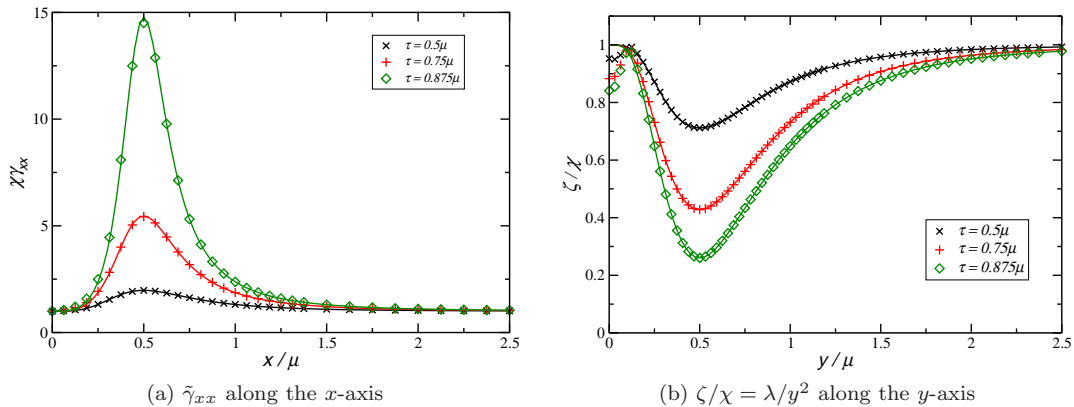 15
10
5
0
χγxx
0
0.5
1
1.5
2
2.5
x/μ
τ = 0.5μ
τ = 0.75μ
τ = 0.875μ
(a) γ̃xx along the x-axis
1
0.8
0.6
0.4
0.2
0
ζ/χ
0
0.5
1
1.5
2
2.5
y/μ
τ = 0.5μ
τ = 0.75μ
τ = 0.875μ
(b) ζ/χ = λ/y² along the y-axis